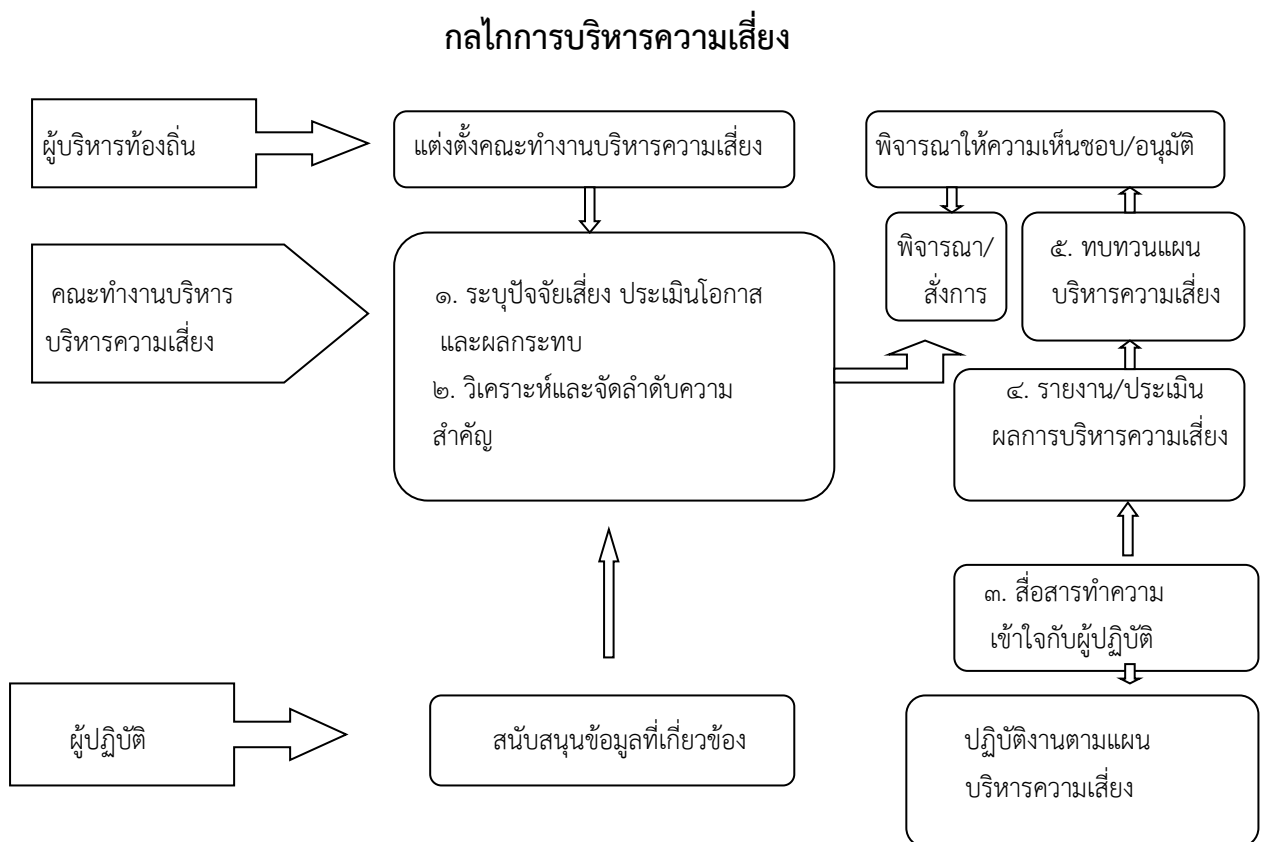 กลไกการบริหารความเสี่ยง
ผู้บริหารท้องถิ่น
แต่งตั้งคณะทำงานบริหารความเสี่ยง
พิจารณาให้ความเห็นชอบ/อนุมัติ
คณะทำงานบริหาร
บริหารความเสี่ยง
๑. ระบุปัจจัยเสี่ยง ประเมินโอกาส
และผลกระทบ
๒. วิเคราะห์และจัดลำดับความ
สำคัญ
พิจารณา/
สั่งการ
๕. ทบทวนแผน
บริหารความเสี่ยง
๔. รายงาน/ประเมิน
ผลการบริหารความเสี่ยง
๓. สื่อสารทำความ
เข้าใจกับผู้ปฏิบัติ
ผู้ปฏิบัติ
สนับสนุนข้อมูลที่เกี่ยวข้อง
ปฏิบัติงานตามแผน
บริหารความเสี่ยง